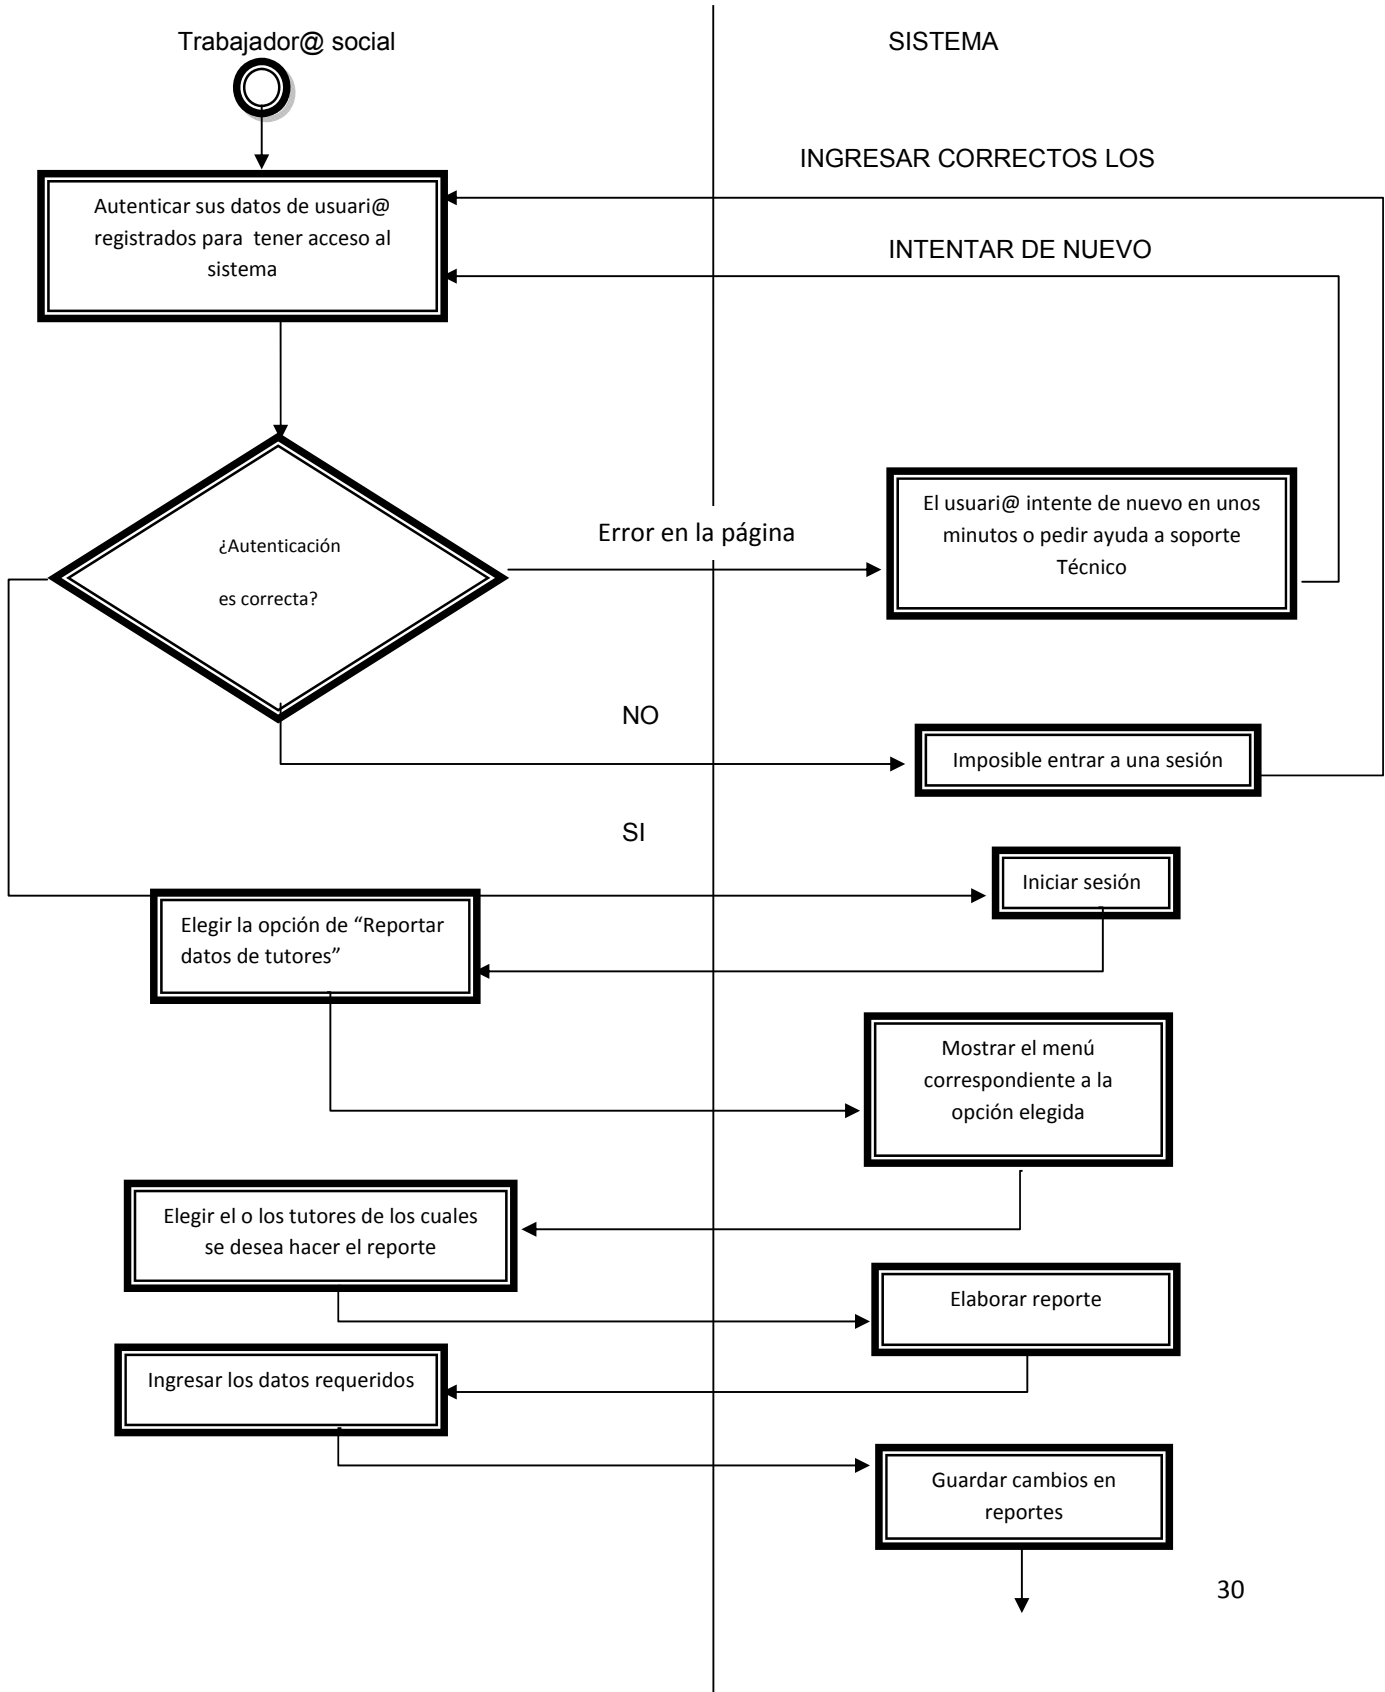 Trabajador@ social
SISTEMA
INGRESAR CORRECTOS LOS
Autenticar sus datos de usuari@
registrados para tener acceso al
sistema
INTENTAR DE NUEVO
El usuari@ intente de nuevo en unos
minutos o pedir ayuda a soporte
Técnico
Error en la página
¿Autenticación
es correcta?
NO
Imposible entrar a una sesión
SI
Iniciar sesión
Elegir la opción de “Reportar
datos de tutores”
Mostrar el menú
correspondiente a la
opción elegida
Elegir el o los tutores de los cuales
se desea hacer el reporte
Elaborar reporte
Ingresar los datos requeridos
Guardar cambios en
reportes
30